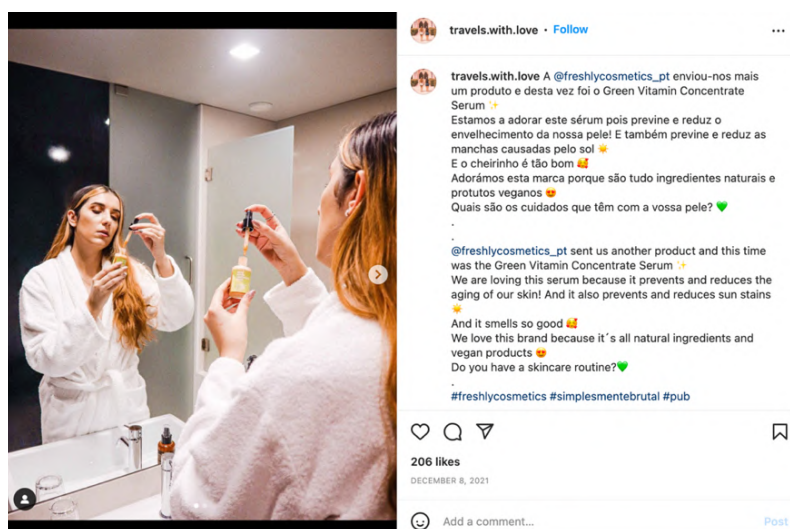 travels.with.love • Follow
travels.with.love A @freshlycosmetics_pt enviou-nos mais
um produto e desta vez foi o Green Vitamin Concentrate
Serum ✨
Estamos a adorar este sérum pois previne e reduz o
envelhecimento da nossa pele! E também previne e reduz as
manchas causadas pelo sol ☀️
E o cheirinho é tão bom 🥰
Adorámos esta marca porque são tudo ingredientes naturais e
protutos veganos 😍
Quais são os cuidados que têm com a vossa pele? 💚
.
.
@freshlycosmetics_pt sent us another product and this time
was the Green Vitamin Concentrate Serum ✨
We are loving this serum because it prevents and reduces the
aging of our skin! And it also prevents and reduces sun stains
☀️
And it smells so good 🥰
We love this brand because it´s all natural ingredients and
vegan products 😍
Do you have a skincare routine?💚
.
#freshlycosmetics #simplesmentebrutal #pub
206 likes
DECEMBER 8, 2021
Add a comment...
Post